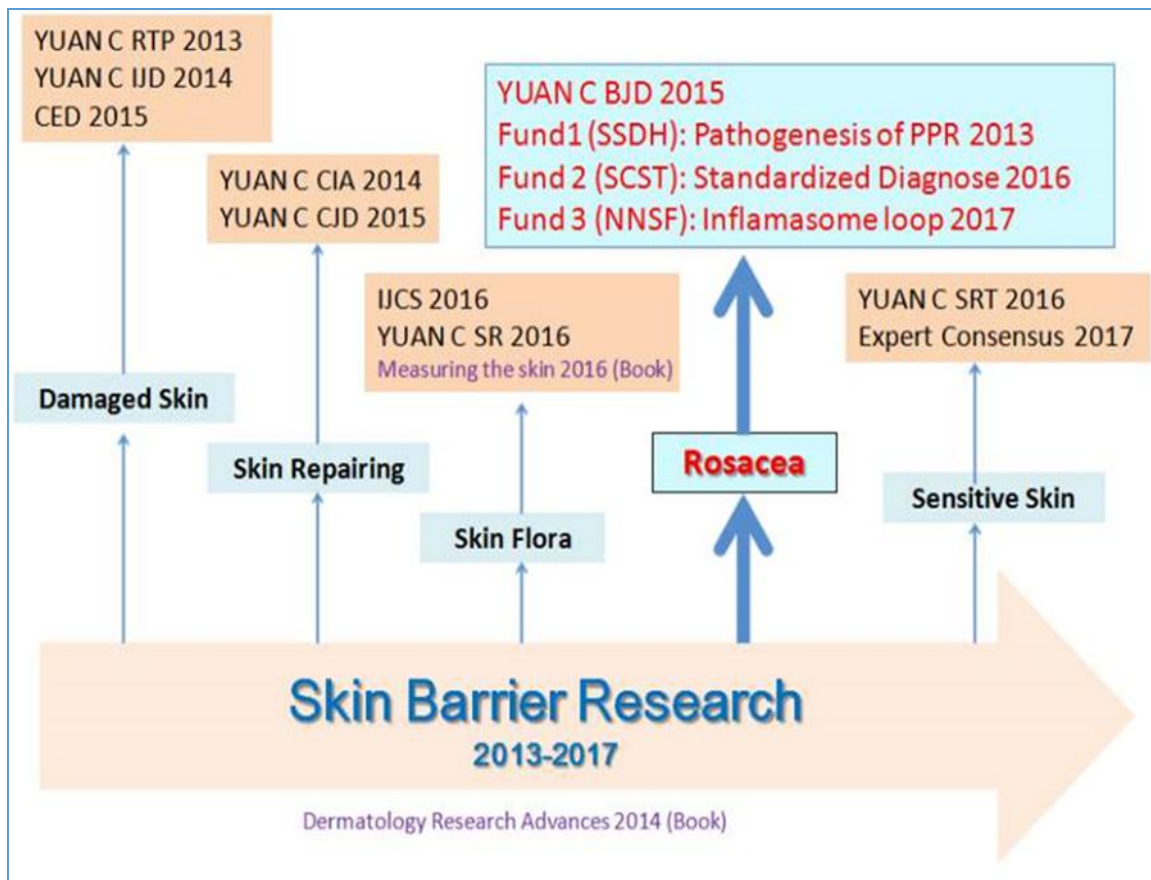 YUAN C RTP 2013
YUAN C IJD 2014
CED 2015
Damaged Skin
YUAN C CIA 2014
YUAN C CJD 2015
Skin Repairing
IJCS 2016
YUAN C SR 2016
Measuring the skin 2016 (Book)
Skin Flora
YUAN C BJD 2015
Fund1 (SSDH): Pathogenesis of PPR 2013
Fund 2 (SCST): Standardized Diagnose 2016
Fund 3 (NNSF): Inflamasome loop 2017
Rosacea
YUAN C SRT 2016
Expert Consensus 2017
Sensitive Skin
Skin Barrier Research
2013-2017
Dermatology Research Advances 2014 (Book)